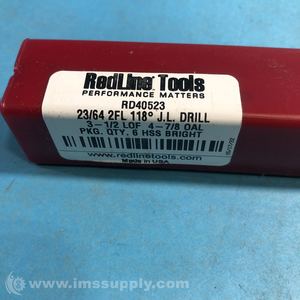 RedLine Tools
PERFORMANCE MATTERS
RD40523
23/64 2FL 118° J.L. DRILL
3-1/2 LOF 4-7/8 OAL
PKG. QTY. 6 HSS BRIGHT
www.redlinetools.com
Made in USA
© www.imssupply.com